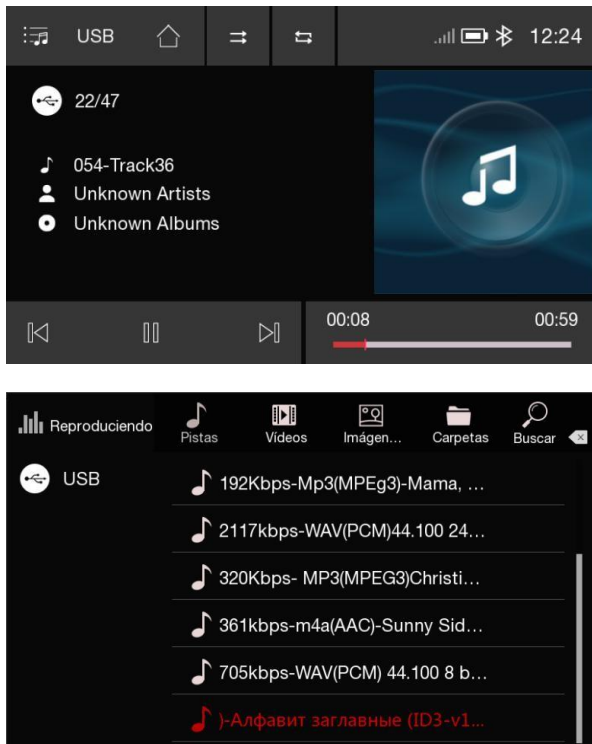 USB
12:24
22/47
054-Track36
Unknown Artists
Unknown Albums
00:08
00:59
Reproduciendo
Pistas
Vídeos
Imágen...
Carpetas
Buscar
USB
192Kbps-Mp3(MPEg3)-Mama, ...
2117kbps-WAV(PCM)44.100 24...
320Kbps- MP3(MPEG3)Christi...
361kbps-m4a(AAC)-Sunny Sid...
705kbps-WAV(PCM) 44.100 8 b...
)-Алфавит заглавные (ID3-v1...